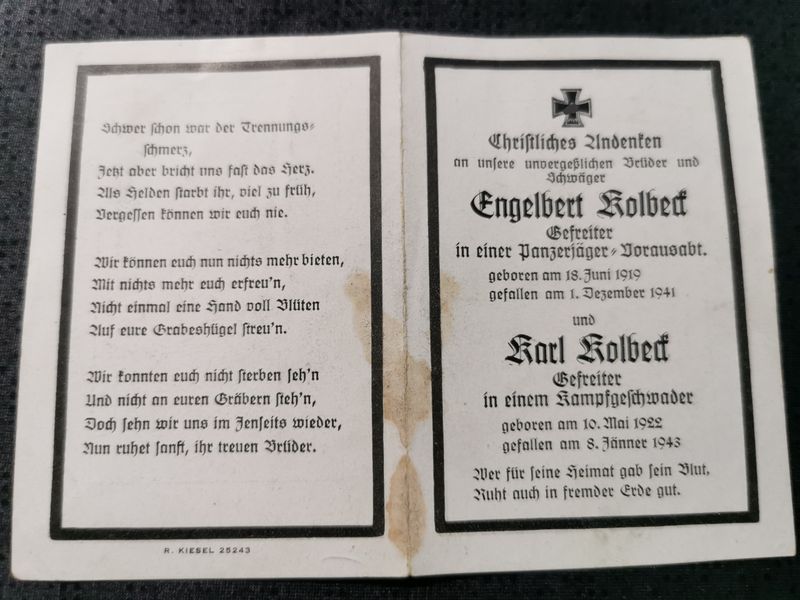 Schwer schon war der Trennungs-
schmerz,
Jetzt aber bricht uns fast das Herz.
Als Helden starbt ihr, viel zu früh,
Vergessen können wir euch nie.
Wir können euch nun nichts mehr bieten,
Mit nichts mehr euch erfreu'n,
Nicht einmal eine Hand voll Blüten
Auf eure Grabeshügel streu'n.
Wir konnten euch nicht sterben seh'n
Und nicht an euren Gräbern steh'n,
Doch sehn wir uns im Jenseits wieder,
Nun ruhet sanft, ihr treuen Brüder.
R. KIESEL 25243
Christliches Andenken
an unsere unvergeßlichen Brüder und
Schwäger
Engelbert Kolbeck
Gefreiter
in einer Panzerjäger-Vorausabt.
geboren am 18. Juni 1919
gefallen am 1. Dezember 1941
und
Karl Kolbeck
Gefreiter
in einem Kampfgeschwader
geboren am 10. Mai 1922
gefallen am 8. Jänner 1943
Wer für seine Heimat gab sein Blut,
Ruht auch in fremder Erde gut.